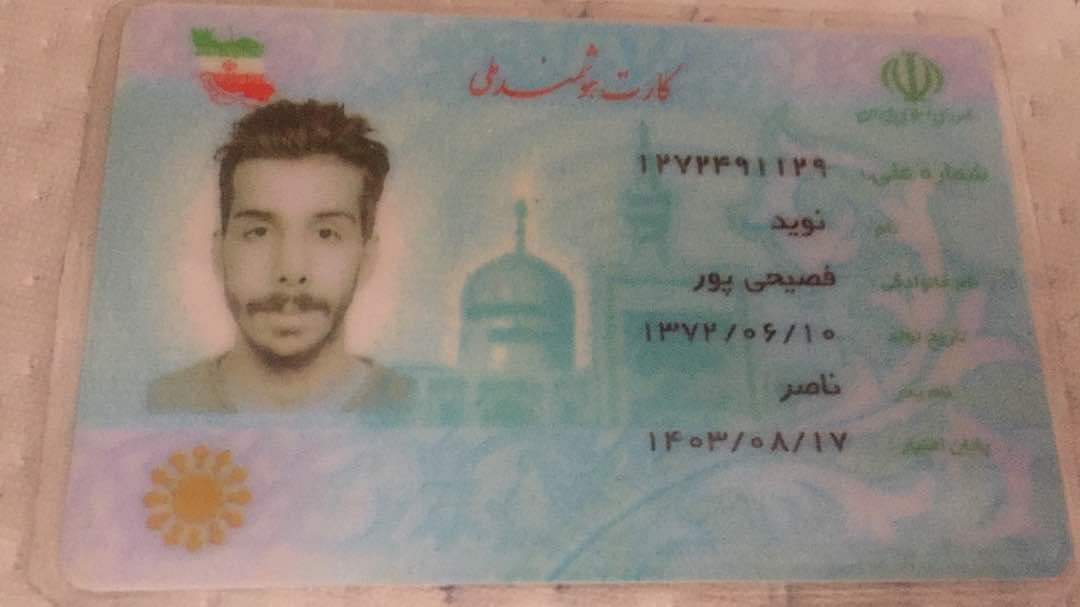 کارت هوشمند ملی
جمهوری اسلامی ایران
شماره ملی: ۱۲۷۲۴۹۱۱۲۹
نام نوید
نام خانوادگی فصیحی پور
تاریخ تولد ۱۳۷۲/۰۶/۱۰
نام پدر ناصر
پایان اعتبار ۱۴۰۳/۰۸/۱۷